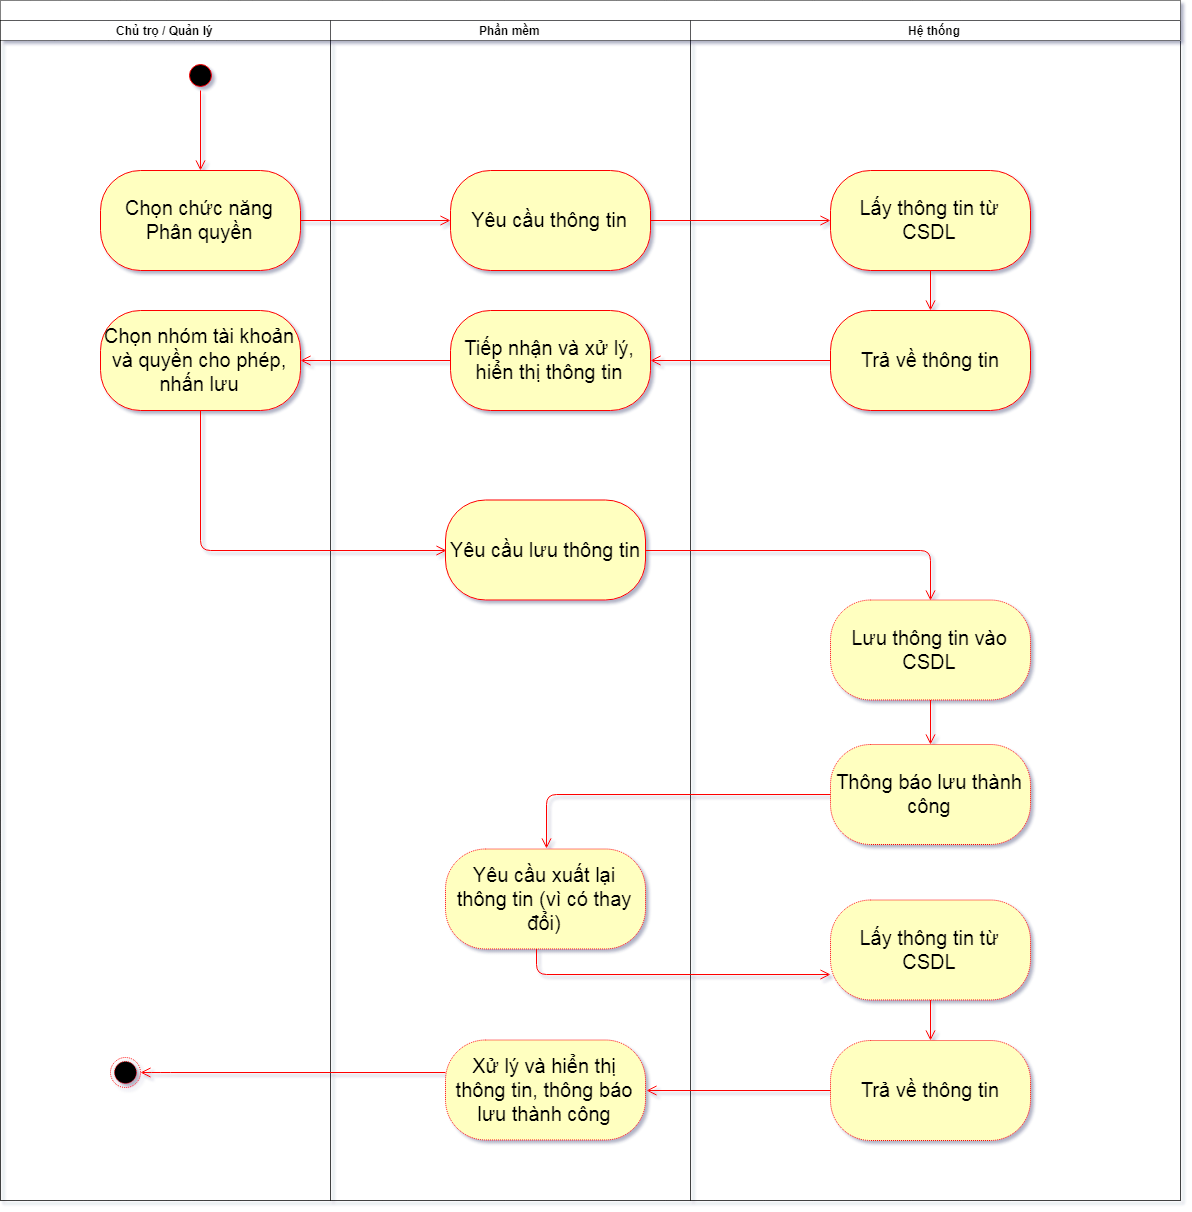 Chủ trọ / Quản lý
Phần mềm
Hệ thống
Chọn chức năng
Phân quyền
Yêu cầu thông tin
Lấy thông tin từ
CSDL
Chọn nhóm tài khoản
và quyền cho phép,
nhấn lưu
Tiếp nhận và xử lý,
hiển thị thông tin
Trả về thông tin
Yêu cầu lưu thông tin
Lưu thông tin vào
CSDL
Thông báo lưu thành
công
Yêu cầu xuất lại
thông tin (vì có thay
đổi)
Lấy thông tin từ
CSDL
Xử lý và hiển thị
thông tin, thông báo
lưu thành công
Trả về thông tin